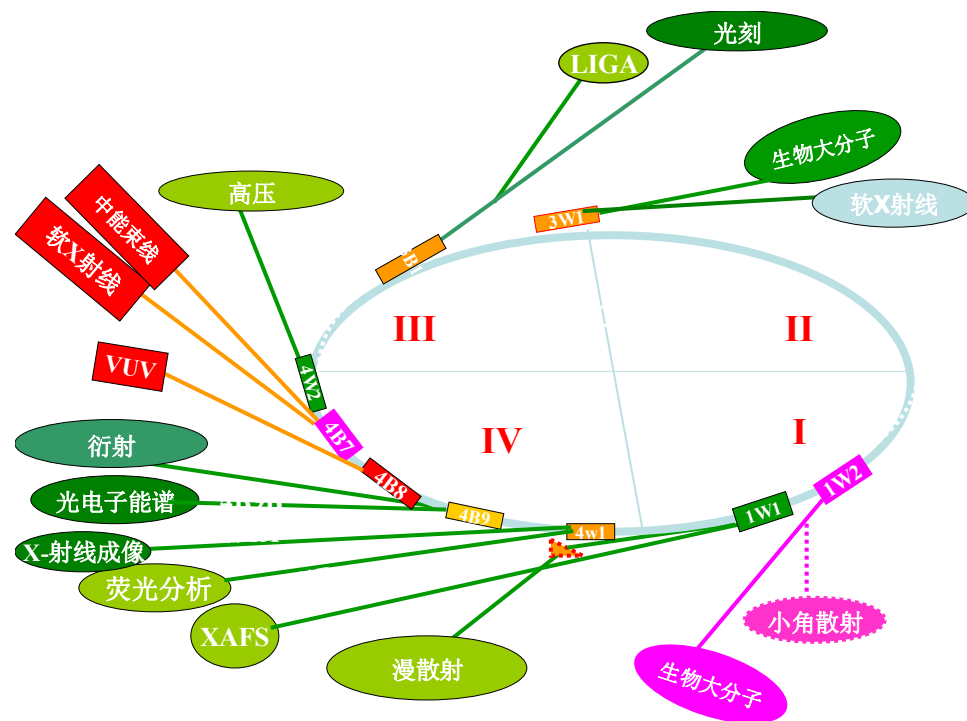 光刻
LIGA
生物大分子
高压
软X射线
中能束线
3W1
软X射线
III
II
VUV
4W2
4B7
I
IV
衍射
4B8
1W2
光电子能谱
4B9
1W1
4w1
X-射线成像
荧光分析
小角散射
XAFS
漫散射
生物大分子